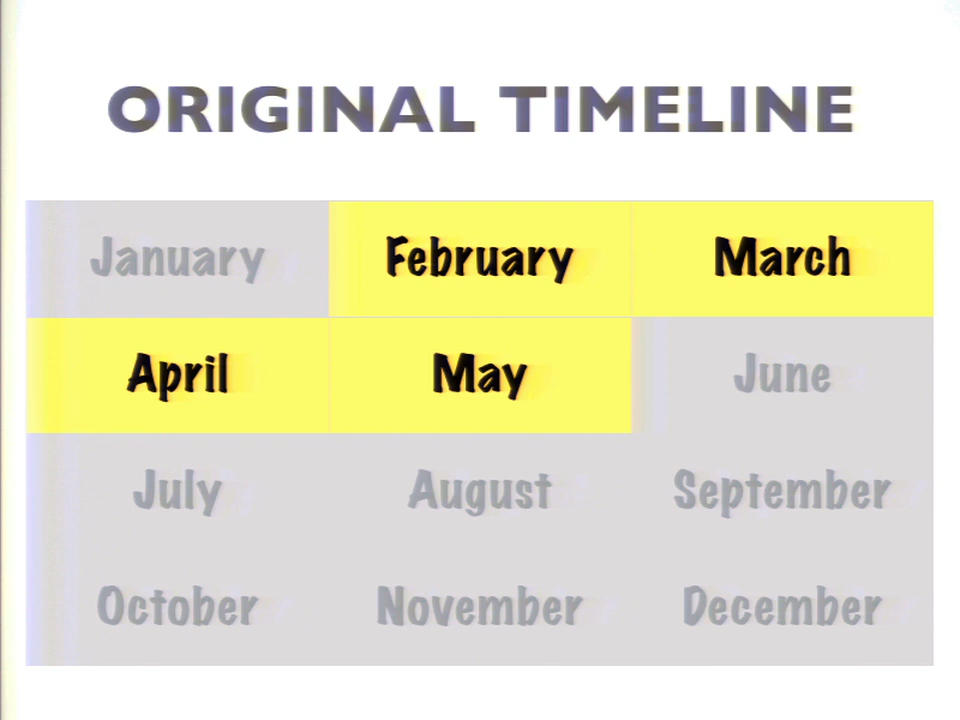 ORIGINAL TIMELINE
January February March
April May June
July August September
October November December